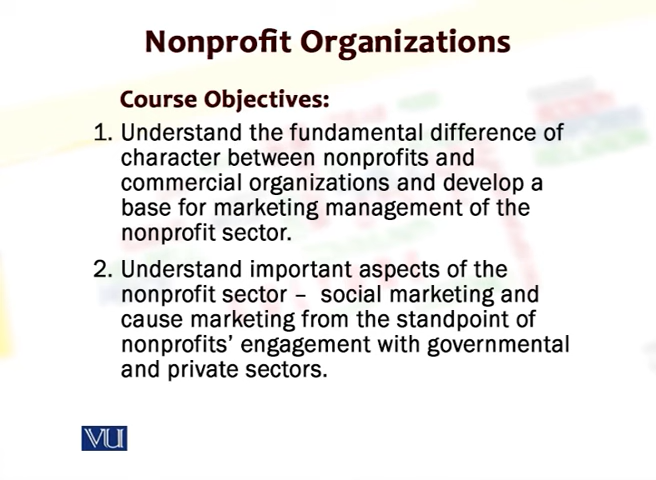 Nonprofit Organizations
Course Objectives:
1. Understand the fundamental difference of
character between nonprofits and
commercial organizations and develop a
base for marketing management of the
nonprofit sector.
2. Understand important aspects of the
nonprofit sector – social marketing and
cause marketing from the standpoint of
nonprofits’ engagement with governmental
and private sectors.
VU